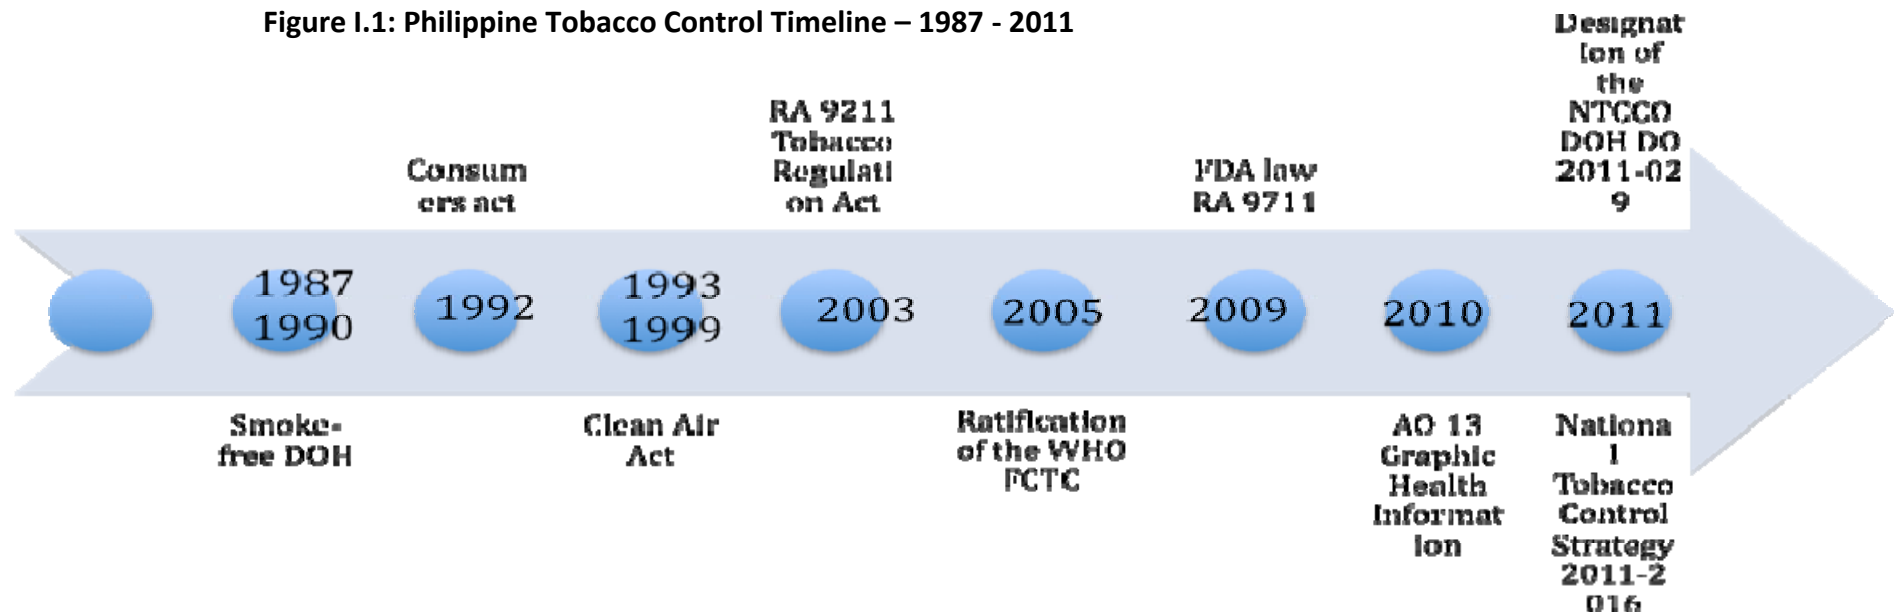 Figure I.1: Philippine Tobacco Control Timeline – 1987 - 2011
Designat
ion of
the
NTCCO
DOH DO
2011-02
9
RA 9211
Tobacco
Regulati
on Act
Consum
ers act
FDA law
RA 9711
1987
1990
1992
1993
1999
2003
2005
2009
2010
2011
Smoke-
free DOH
Clean Air
Act
Ratification
of the WHO
FCTC
AO 13
Graphic
Health
Informat
ion
Nationa
l
Tobacco
Control
Strategy
2011-2
016